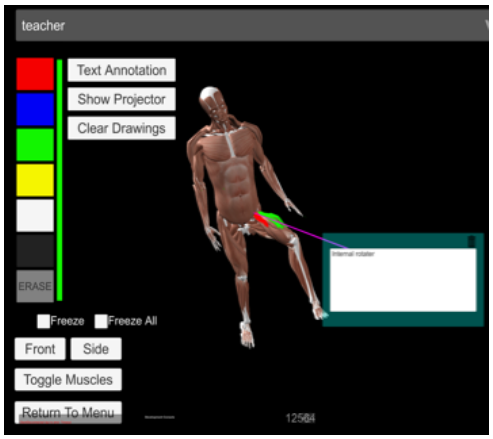 teacher
Text Annotation
Show Projector
Clear Drawings
Internal rotater
ERASE
Freeze Freeze All
Front Side
Toggle Muscles
Return To Menu